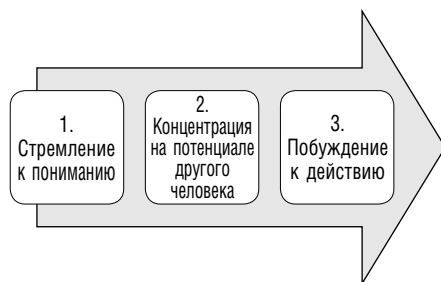 1.
Стремление
к пониманию
2.
Концентрация
на потенциале
другого
человека
3.
Побуждение
к действию